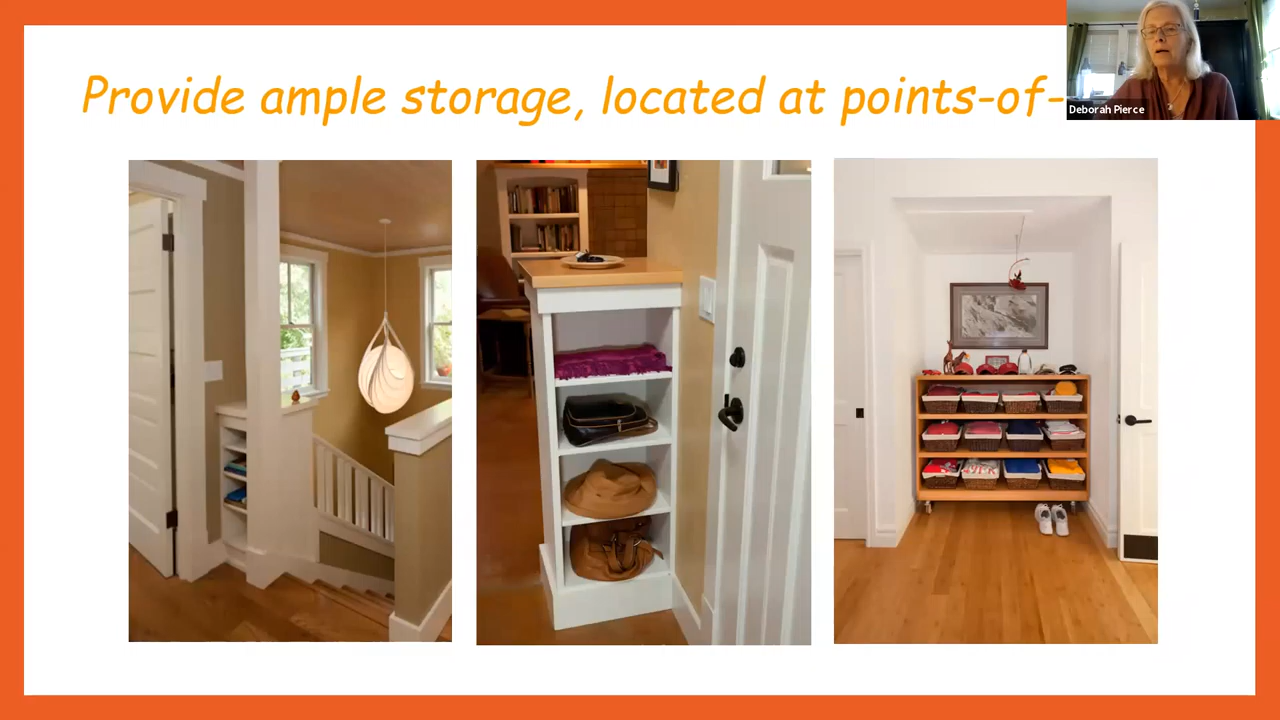 Provide ample storage, located at points-of-
Deborah Pierce